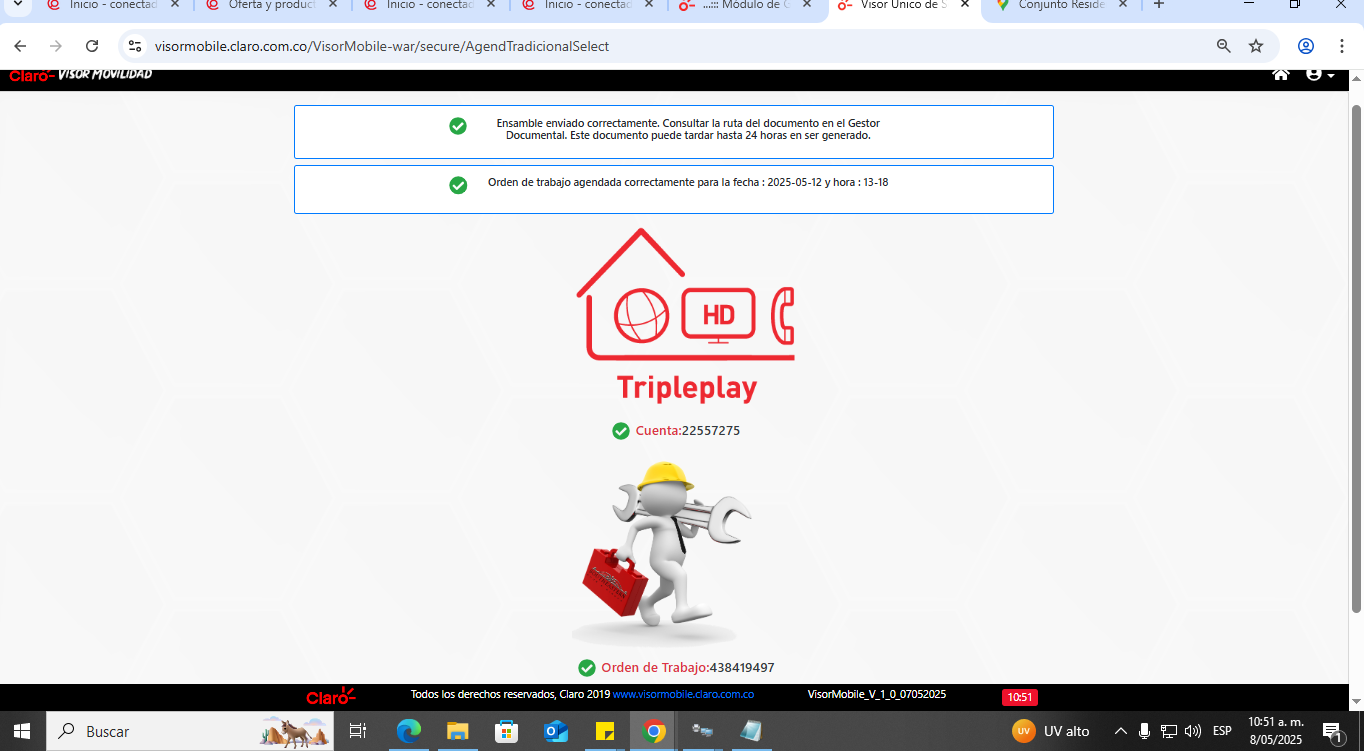 Inicio - conectad
Oferta y product
Inicio - conectad
Inicio - conectad
..::: Módulo de G
Visor Único de S
Conjunto Reside
visormobile.claro.com.co/VisorMobile-war/secure/AgendTradicionalSelect
Claro- VISOR MOVILIDAD
Ensamble enviado correctamente. Consultar la ruta del documento en el Gestor
Documental. Este documento puede tardar hasta 24 horas en ser generado.
Orden de trabajo agendada correctamente para la fecha : 2025-05-12 y hora : 13-18
HD
Tripleplay
Cuenta:22557275
Orden de Trabajo:438419497
Claro
Todos los derechos reservados, Claro 2019 www.visormobile.claro.com.co
VisorMobile_V_1_0_07052025
10:51
Buscar
UV
UV alto
ESP
10:51 a. m.
8/05/2025
1